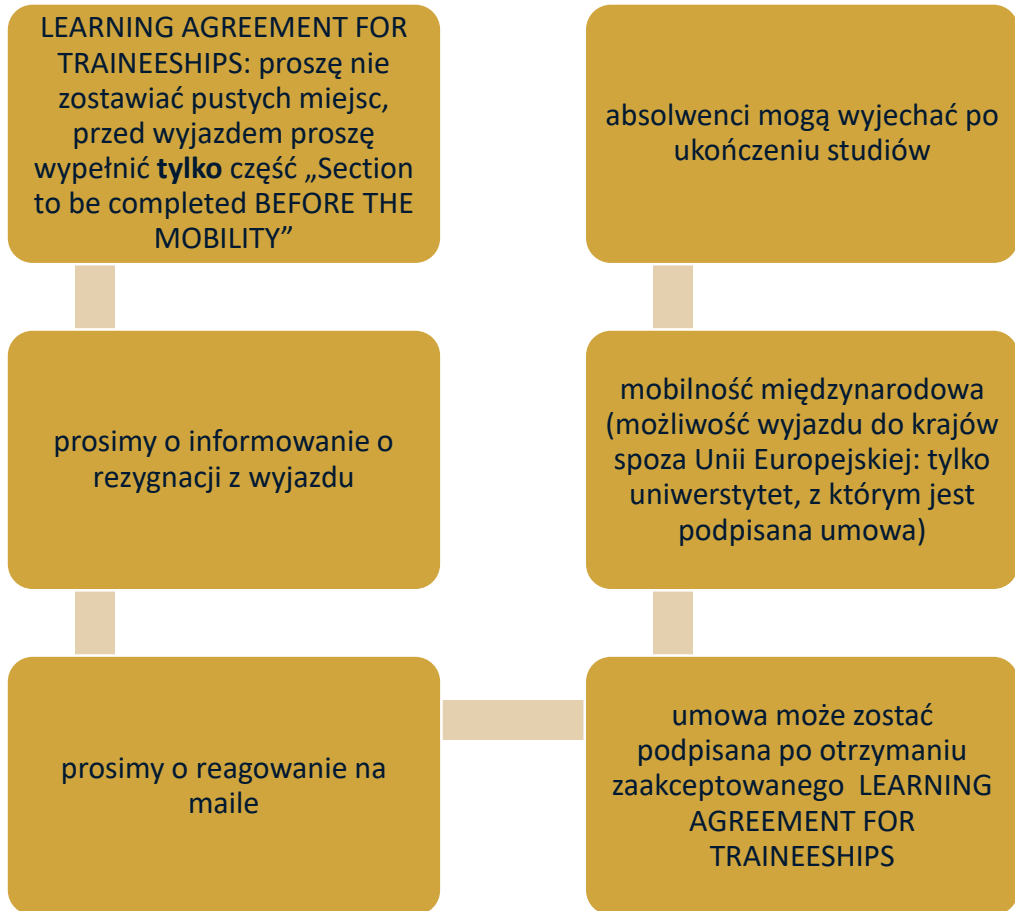 LEARNING AGREEMENT FOR
TRAINEESHIPS: proszę nie
zostawiać pustych miejsc,
przed wyjazdem proszę
wypełnić tylko część „Section
to be completed BEFORE THE
MOBILITY”
prosimy o informowanie o
rezygnacji z wyjazdu
prosimy o reagowanie na
maile
umowa może zostać
podpisana po otrzymaniu
zaakceptowanego LEARNING
AGREEMENT FOR
TRAINEESHIPS
mobilność międzynarodowa
(możliwość wyjazdu do krajów
spoza Unii Europejskiej: tylko
uniwerstytet, z którym jest
podpisana umowa)
absolwenci mogą wyjechać po
ukończeniu studiów